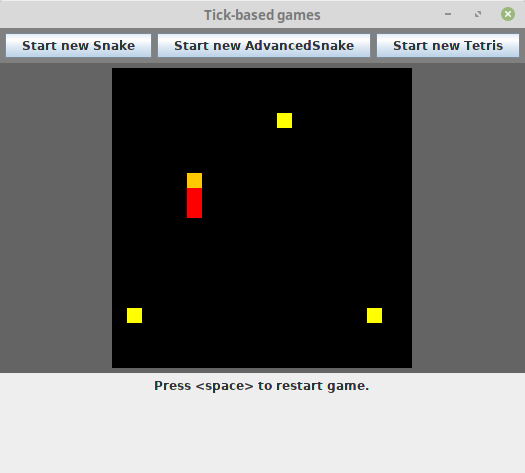 Tick-based games
Start new Snake Start new AdvancedSnake Start new Tetris
Press <space> to restart game.